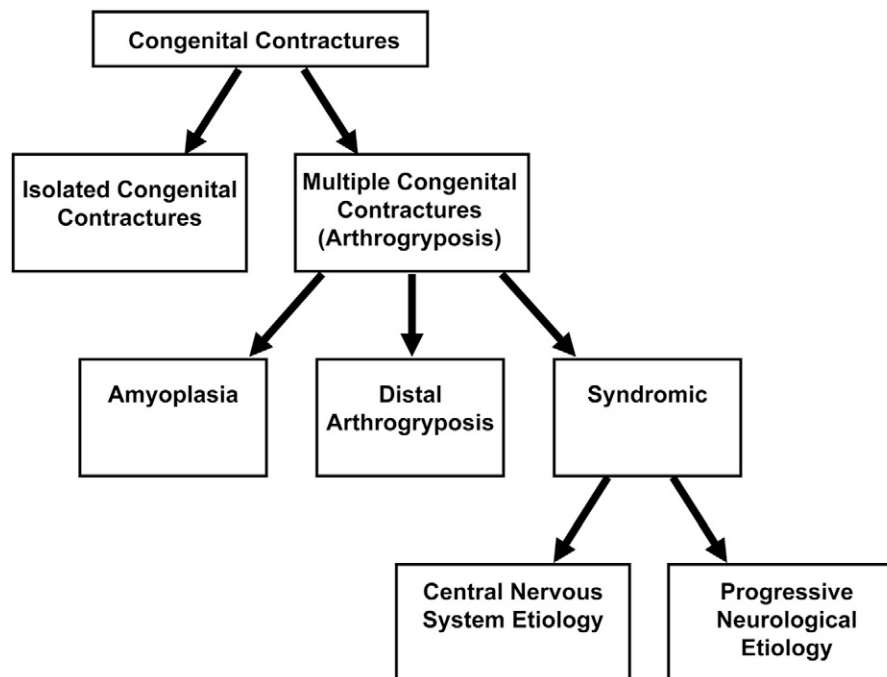 Congenital Contractures
Isolated Congenital
Contractures
Multiple Congenital
Contractures
(Arthrogryposis)
Amyoplasia
Distal
Arthrogryposis
Syndromic
Central Nervous
System Etiology
Progressive
Neurological
Etiology